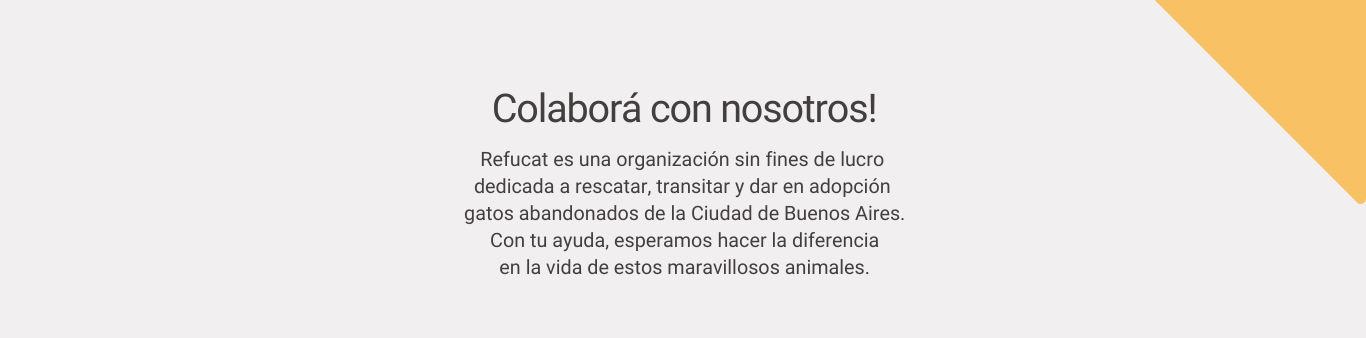 Colaborá con nosotros!
Refucat es una organización sin fines de lucro
dedicada a rescatar, transitar y dar en adopción
gatos abandonados de la Ciudad de Buenos Aires.
Con tu ayuda, esperamos hacer la diferencia
en la vida de estos maravillosos animales.